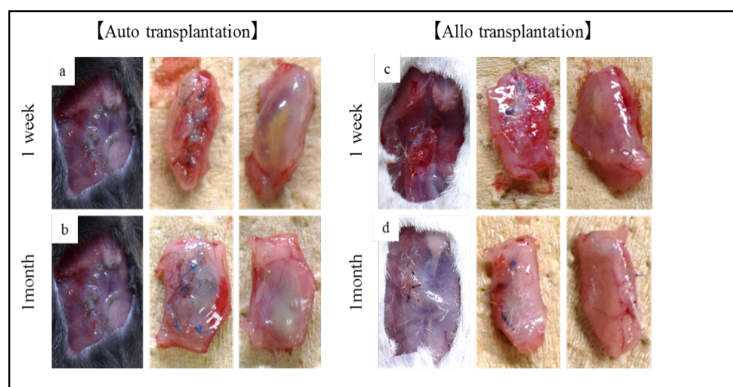 【Auto transplantation】
【Allo transplantation】
a
c
1 week
1 week
b
d
1month
1month